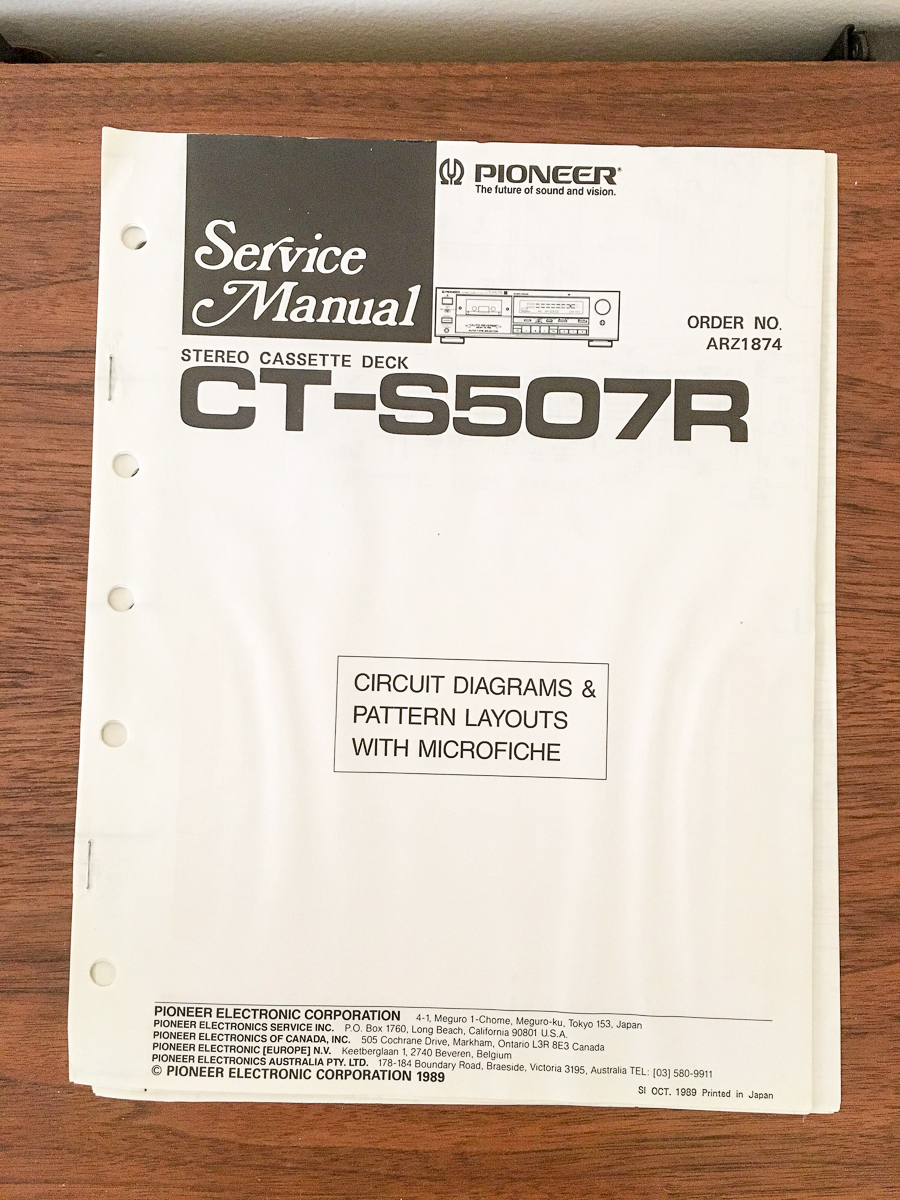 PIONEER®
The future of sound and vision.
Service
Manual
ORDER NO.
ARZ1874
STEREO CASSETTE DECK
CT-S507R
CIRCUIT DIAGRAMS &
PATTERN LAYOUTS
WITH MICROFICHE
PIONEER ELECTRONIC CORPORATION 4-1, Meguro 1-Chome, Meguro-ku, Tokyo 153, Japan
PIONEER ELECTRONICS SERVICE INC. P.O. Box 1760, Long Beach, California 90801 U.S.A.
PIONEER ELECTRONICS OF CANADA, INC. 505 Cochrane Drive, Markham, Ontario L3R 8E3 Canada
PIONEER ELECTRONIC [EUROPE] N.V. Keetberglaan 1, 2740 Beveren, Belgium
PIONEER ELECTRONICS AUSTRALIA PTY. LTD. 178-184 Boundary Road, Braeside, Victoria 3195, Australia TEL: [03] 580-9911
© PIONEER ELECTRONIC CORPORATION 1989
SI OCT. 1989 Printed in Japan